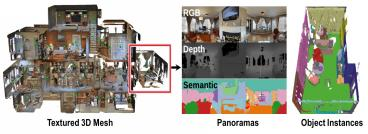 RGB
Depth
Semantic
Textured 3D Mesh
Panoramas
Object Instances